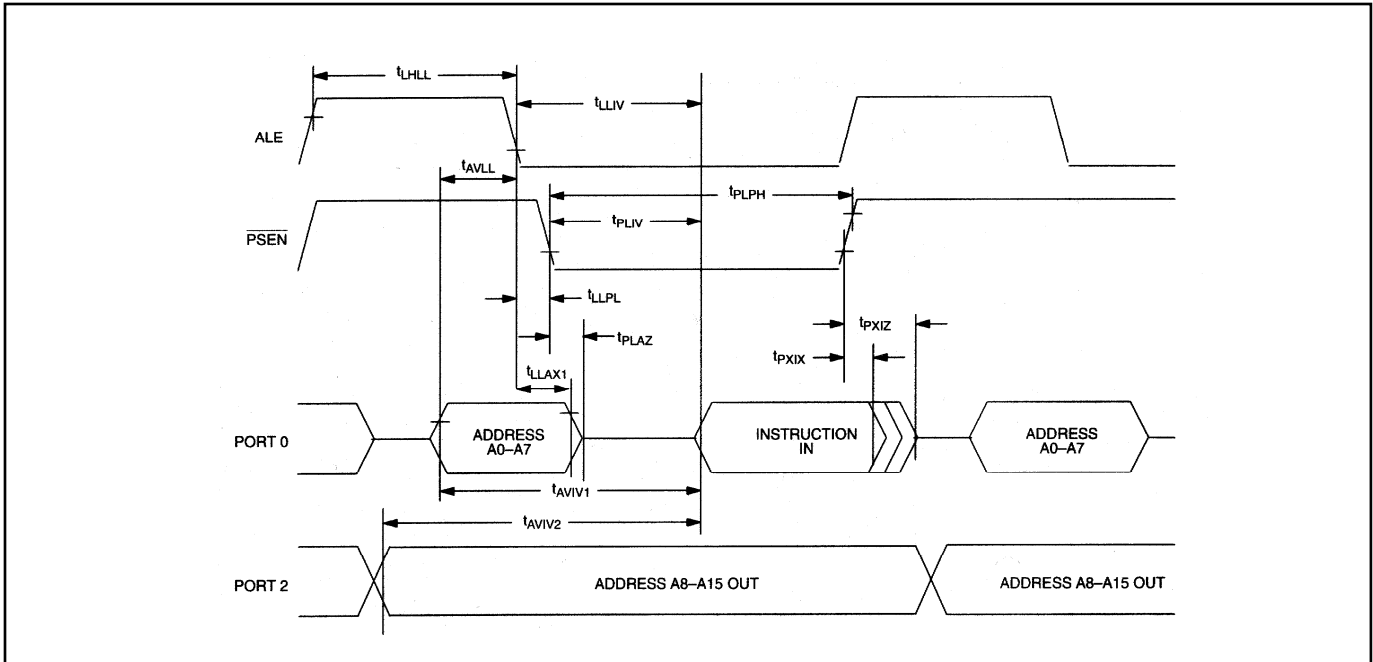 tLHLL
tLLIV
ALE
tAVLL
tPLPH
tPLIV
PSEN
tLLPL
tPLAZ
tPXIZ
tPXIX
tLLAX1
PORT 0
ADDRESS
A0–A7
INSTRUCTION
IN
ADDRESS
A0–A7
tAVIV1
tAVIV2
PORT 2
ADDRESS A8–A15 OUT
ADDRESS A8–A15 OUT